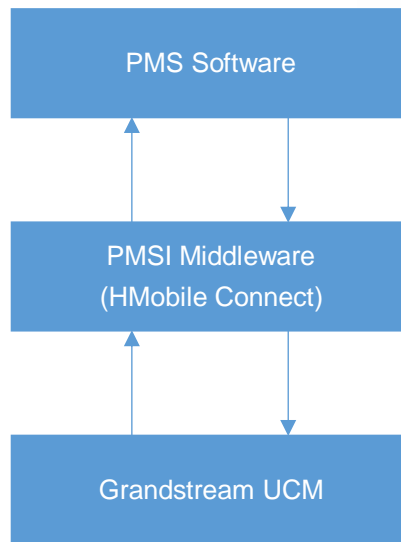 PMS Software
PMSI Middleware
(HMobile Connect)
Grandstream UCM